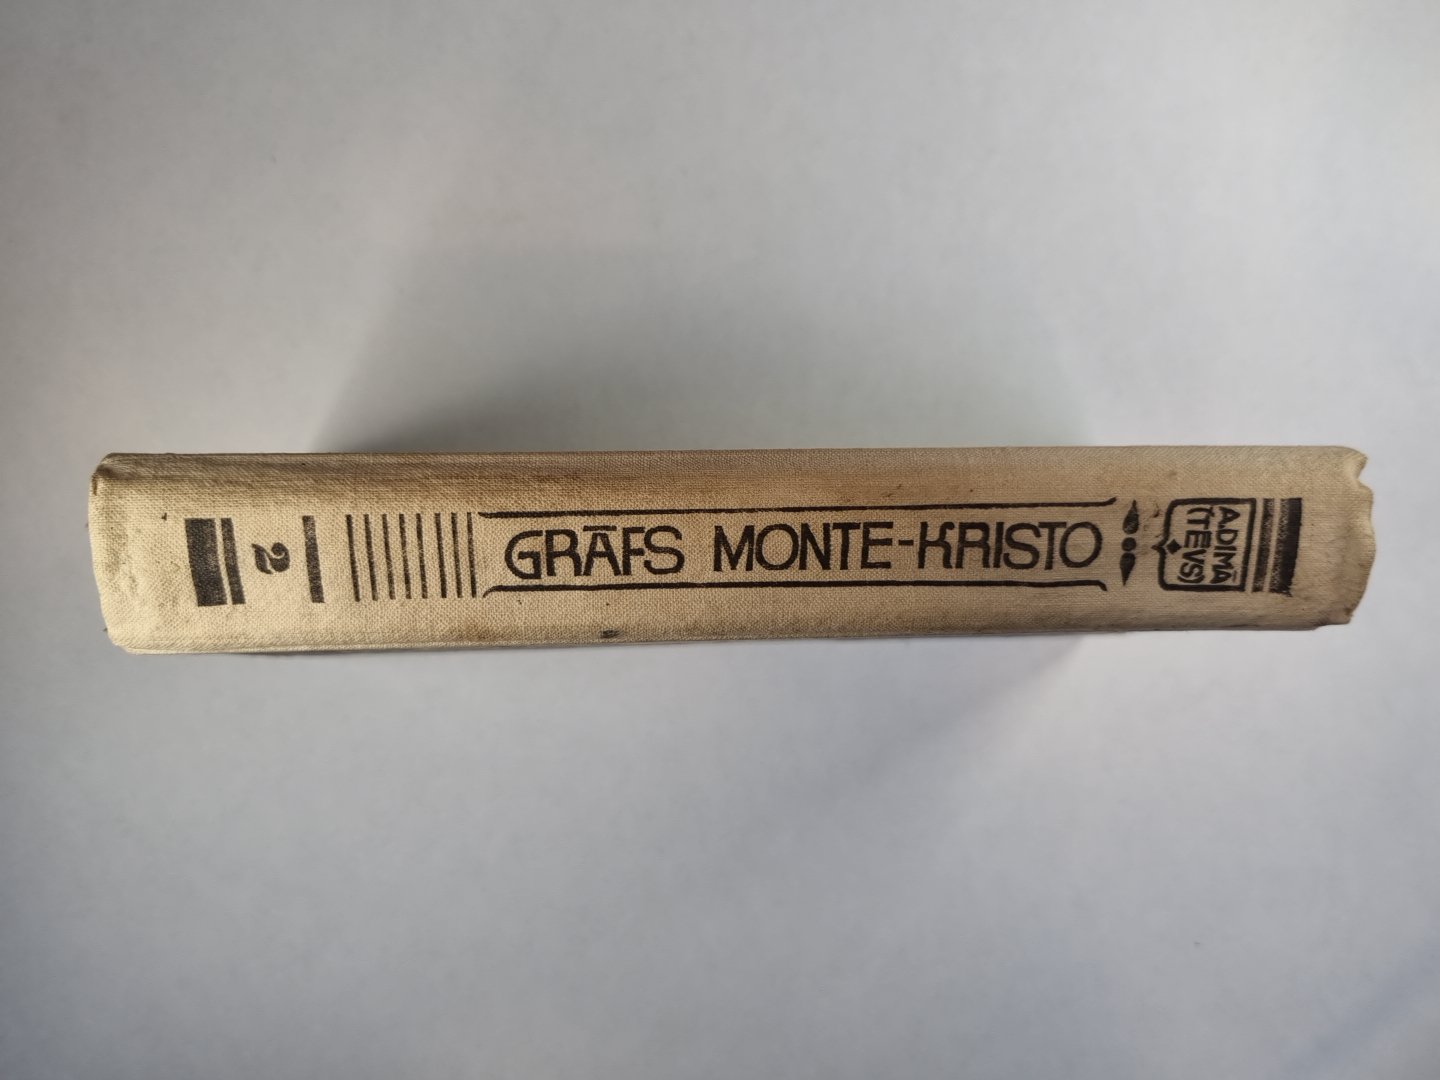 A.DIMĀ
(TĒVS)
GRĀFS MONTE-KRISTO
2